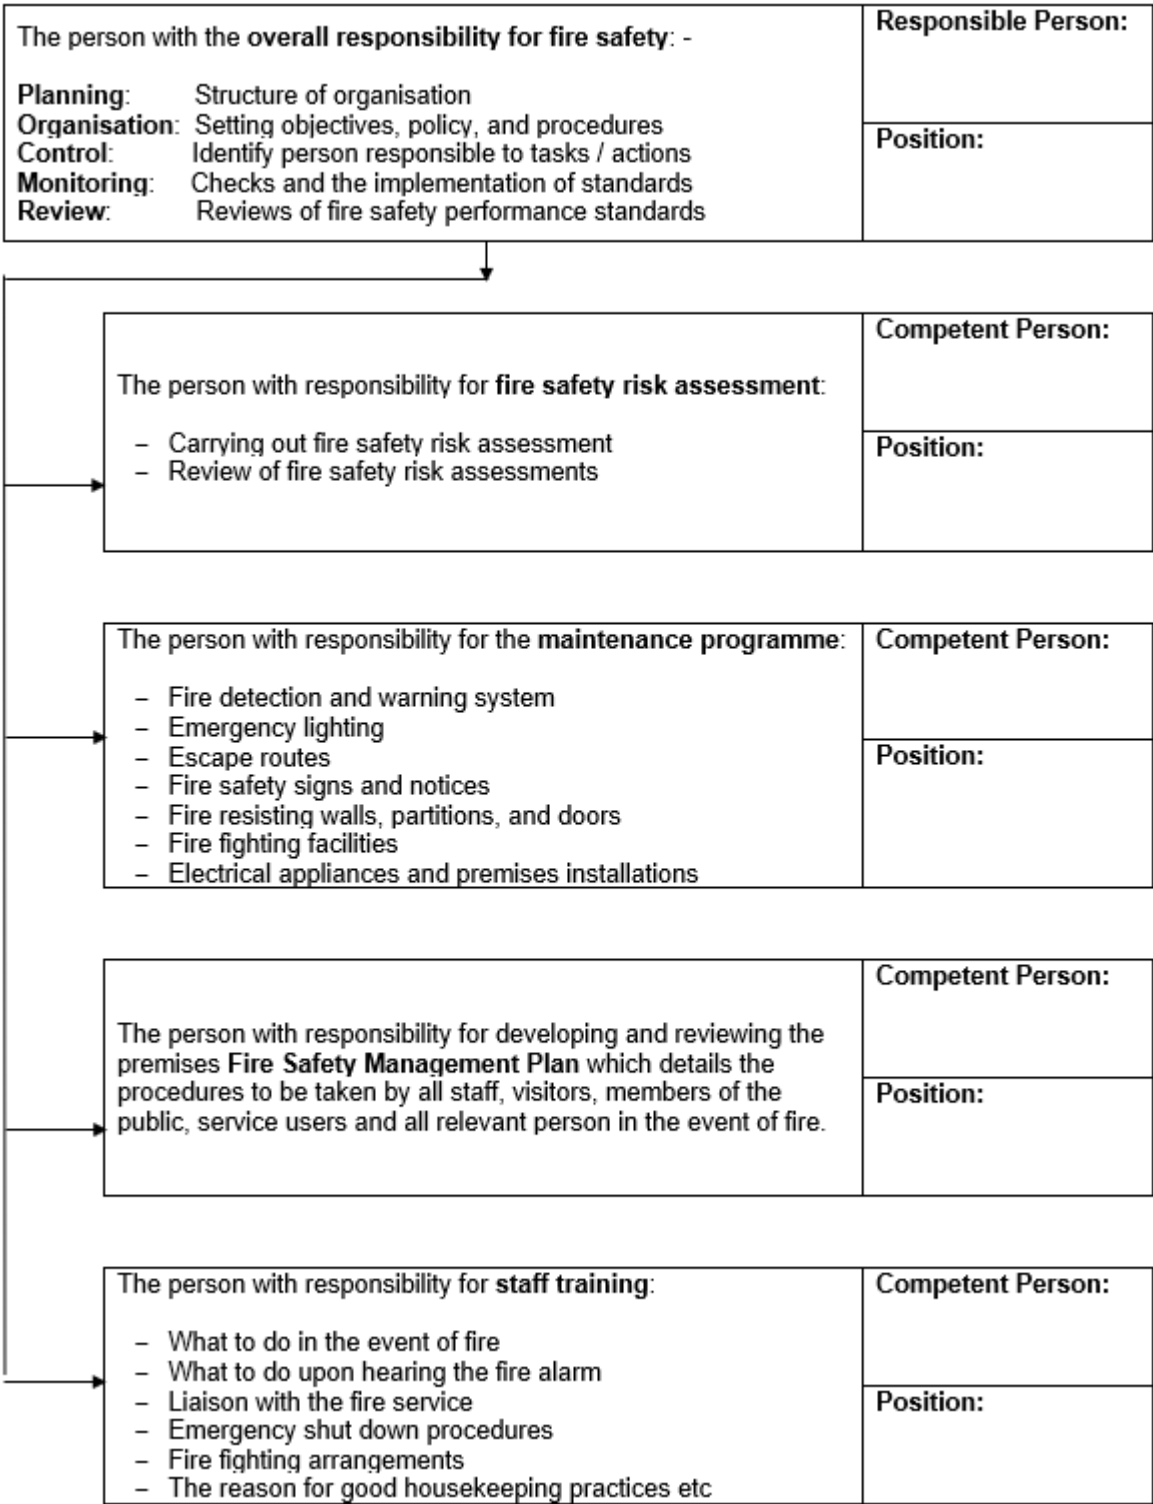 The person with the overall responsibility for fire safety: -
Planning: Structure of organisation
Organisation: Setting objectives, policy, and procedures
Control: Identify person responsible to tasks / actions
Monitoring: Checks and the implementation of standards
Review: Reviews of fire safety performance standards
Responsible Person:
Position:
The person with responsibility for fire safety risk assessment:
– Carrying out fire safety risk assessment
– Review of fire safety risk assessments
Competent Person:
Position:
The person with responsibility for the maintenance programme:
– Fire detection and warning system
– Emergency lighting
– Escape routes
– Fire safety signs and notices
– Fire resisting walls, partitions, and doors
– Fire fighting facilities
– Electrical appliances and premises installations
Competent Person:
Position:
The person with responsibility for developing and reviewing the
premises Fire Safety Management Plan which details the
procedures to be taken by all staff, visitors, members of the
public, service users and all relevant person in the event of fire.
Competent Person:
Position:
The person with responsibility for staff training:
– What to do in the event of fire
– What to do upon hearing the fire alarm
– Liaison with the fire service
– Emergency shut down procedures
– Fire fighting arrangements
– The reason for good housekeeping practices etc
Competent Person:
Position: